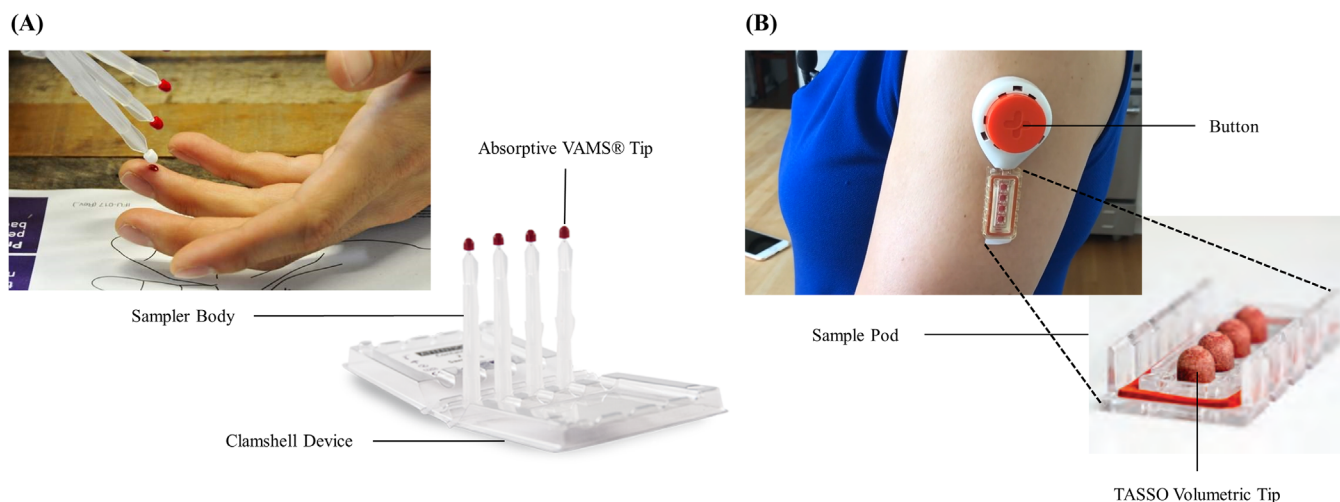 (A)
(B)
Absorptive VAMS® Tip
Sampler Body
Clamshell Device
Button
Sample Pod
TASSO Volumetric Tip